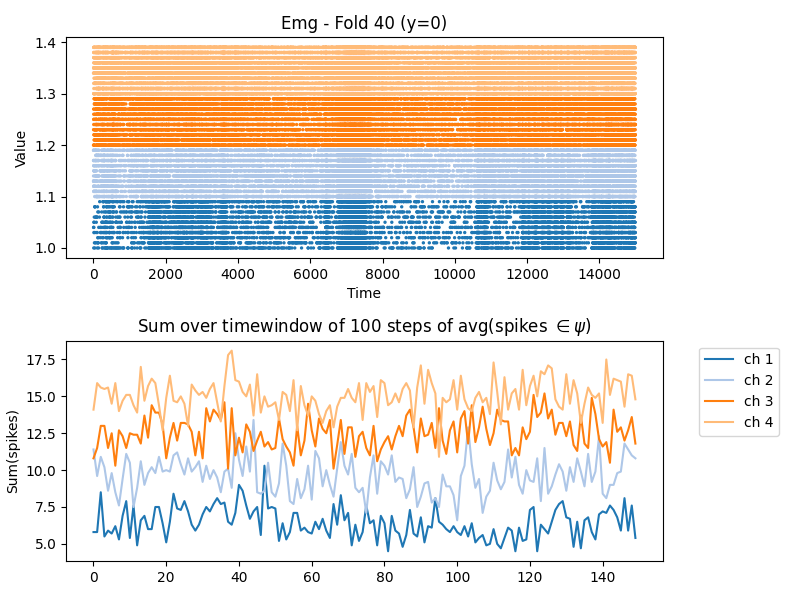 Emg - Fold 40 (y=0)
1.4
1.3
1.2
1.1
1.0
Value
0 2000 4000 6000 8000 10000 12000 14000
Time
Sum over timewindow of 100 steps of avg(spikes ∈ ψ)
17.5
15.0
12.5
10.0
7.5
5.0
Sum(spikes)
0 20 40 60 80 100 120 140
ch 1
ch 2
ch 3
ch 4